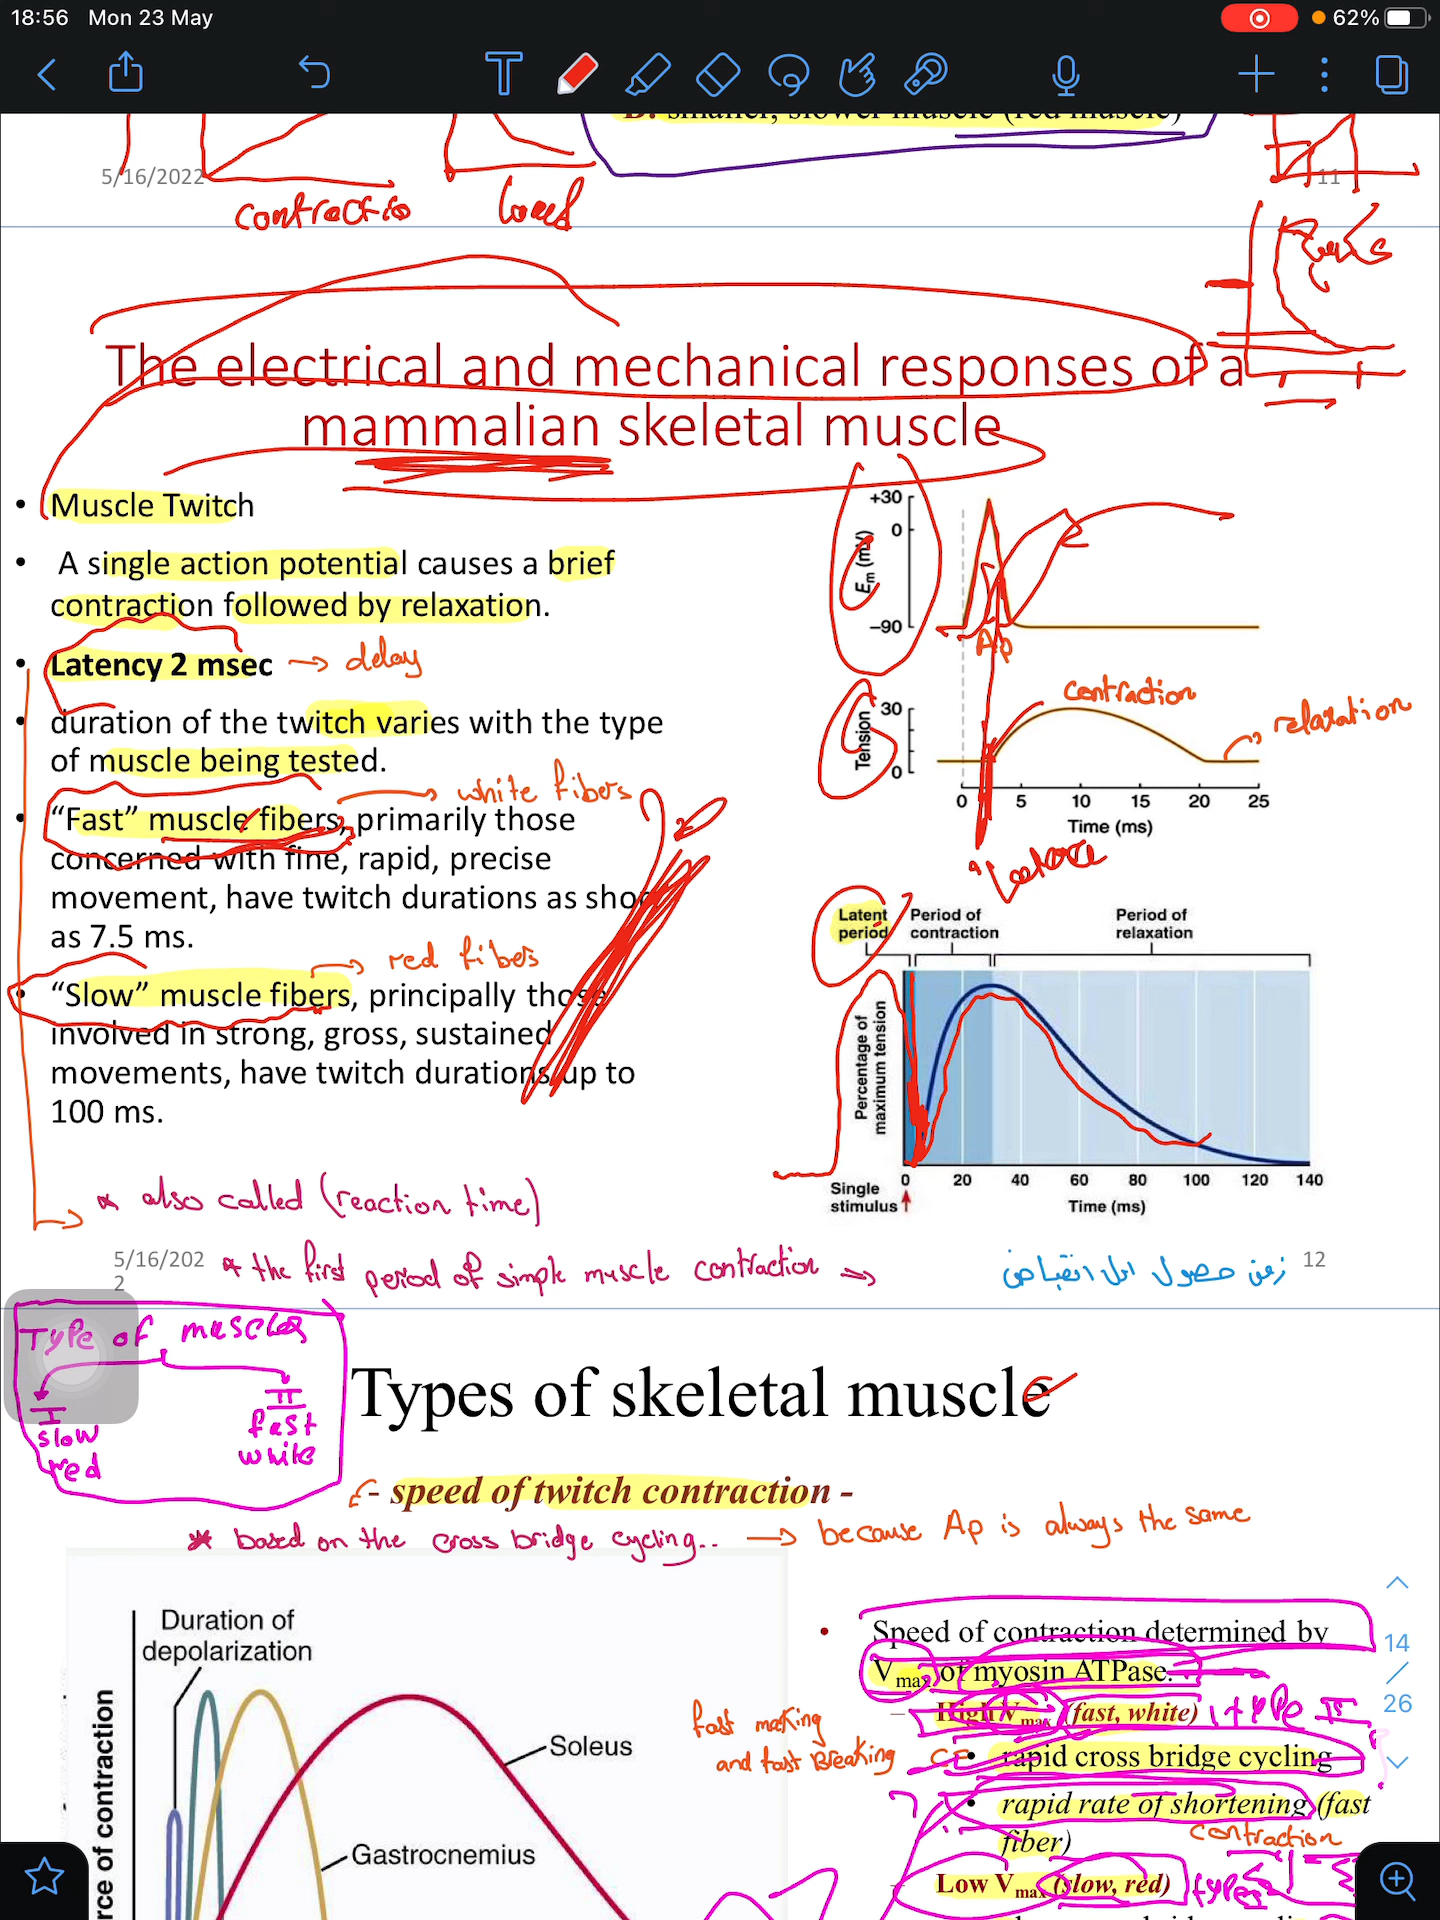 18:56 Mon 23 May
62%
5/16/2022
11
contractio
load
The electrical and mechanical responses of a
mammalian skeletal muscle
• Muscle Twitch
• A single action potential causes a brief
contraction followed by relaxation.
• Latency 2 msec → delay
• duration of the twitch varies with the type
of muscle being tested.
white fibers
• “Fast” muscle fibers, primarily those
concerned with fine, rapid, precise
movement, have twitch durations as
as 7.5 ms.
red fibers
• “Slow” muscle fibers, principally those
involved in strong, gross, sustained
movements, have twitch durations up to
100 ms.
+30
0
−90
Em (mV)
Ap
contraction
relaxation
30
0
Tension
0 5 10 15 20 25
Time (ms)
Latent
period
Period of
contraction
Period of
relaxation
Percentage of
maximum tension
Single
stimulus
0 20 40 60 80 100 120 140
Time (ms)
* also called (reaction time)
5/16/202
2
* the first period of simple muscle contraction ⇒
زمن حصول ال انقباض
12
Type of muscles
I
slow
red
II
fast
white
Types of skeletal muscle
- speed of twitch contraction -
* based on the cross bridge cycling.. → because Ap is always the same
Duration of
depolarization
Soleus
Gastrocnemius
rce of contraction
• Speed of contraction determined by
Vmax of myosin ATPase.
– High Vmax (fast, white) type II
fast making
and fast Breaking
• rapid cross bridge cycling
• rapid rate of shortening (fast
fiber)
contraction
– Low Vmax (slow, red) type
14
/
26